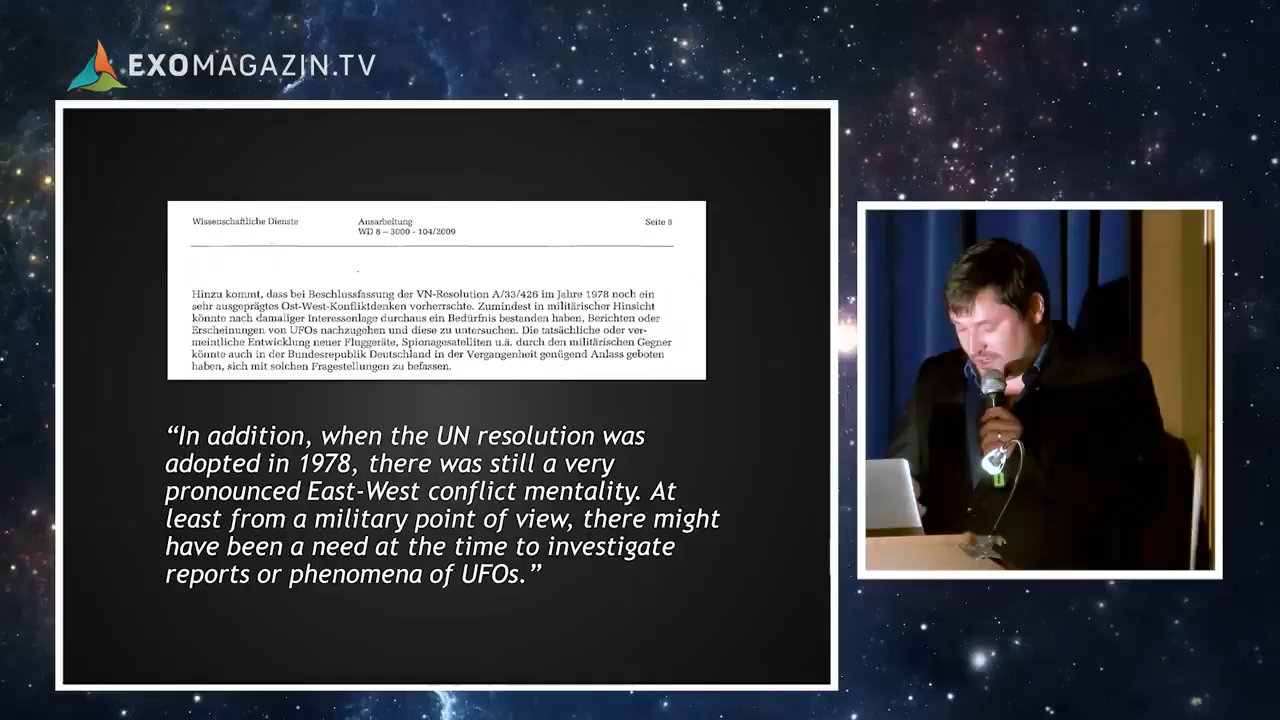 EXOMAGAZIN.TV
Wissenschaftliche Dienste
Ausarbeitung
WD 8 – 3000 - 104/2009
Seite 8
Hinzu kommt, dass bei Beschlussfassung der VN-Resolution A/33/426 im Jahre 1978 noch ein
sehr ausgeprägtes Ost-West-Konfliktdenken vorherrschte. Zumindest in militärischer Hinsicht
könnte nach damaliger Interessenlage durchaus ein Bedürfnis bestanden haben, Berichten oder
Erscheinungen von UFOs nachzugehen und diese zu untersuchen. Die tatsächliche oder ver-
meintliche Entwicklung neuer Fluggeräte, Spionagesatelliten u.ä. durch den militärischen Gegner
könnte auch in der Bundesrepublik Deutschland in der Vergangenheit genügend Anlass geboten
haben, sich mit solchen Fragestellungen zu befassen.
“In addition, when the UN resolution was
adopted in 1978, there was still a very
pronounced East-West conflict mentality. At
least from a military point of view, there might
have been a need at the time to investigate
reports or phenomena of UFOs.”